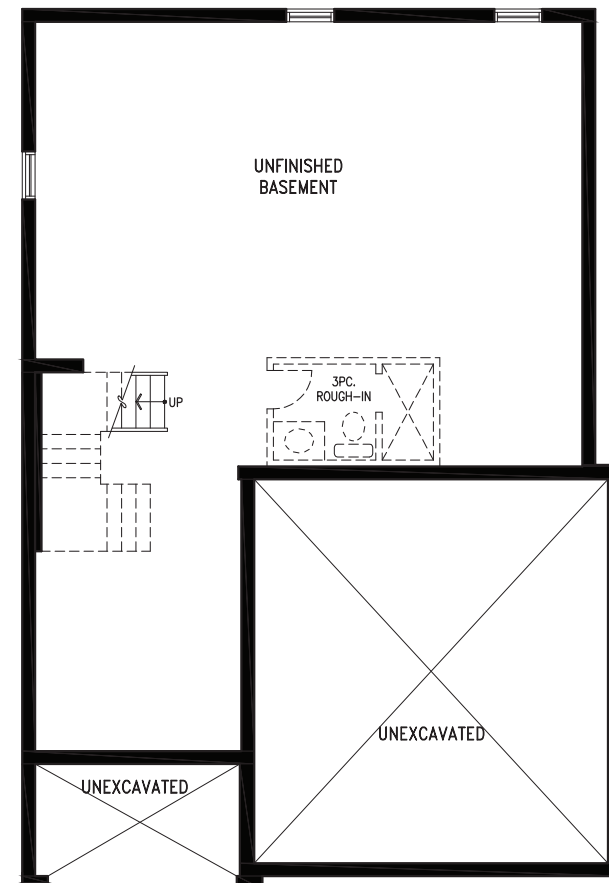 UNFINISHED
BASEMENT
3PC.
ROUGH-IN
UP
UNEXCAVATED
UNEXCAVATED